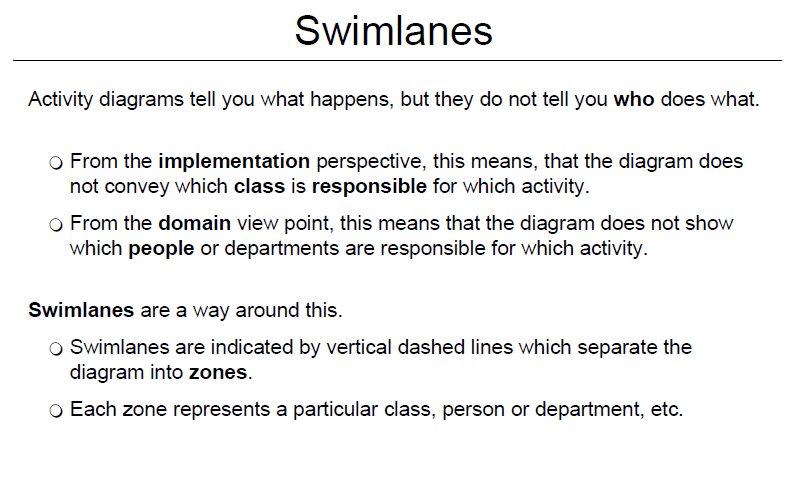 Swimlanes
Activity diagrams tell you what happens, but they do not tell you who does what.
From the implementation perspective, this means, that the diagram does
not convey which class is responsible for which activity.
From the domain view point, this means that the diagram does not show
which people or departments are responsible for which activity.
Swimlanes are a way around this.
Swimlanes are indicated by vertical dashed lines which separate the
diagram into zones.
Each zone represents a particular class, person or department, etc.